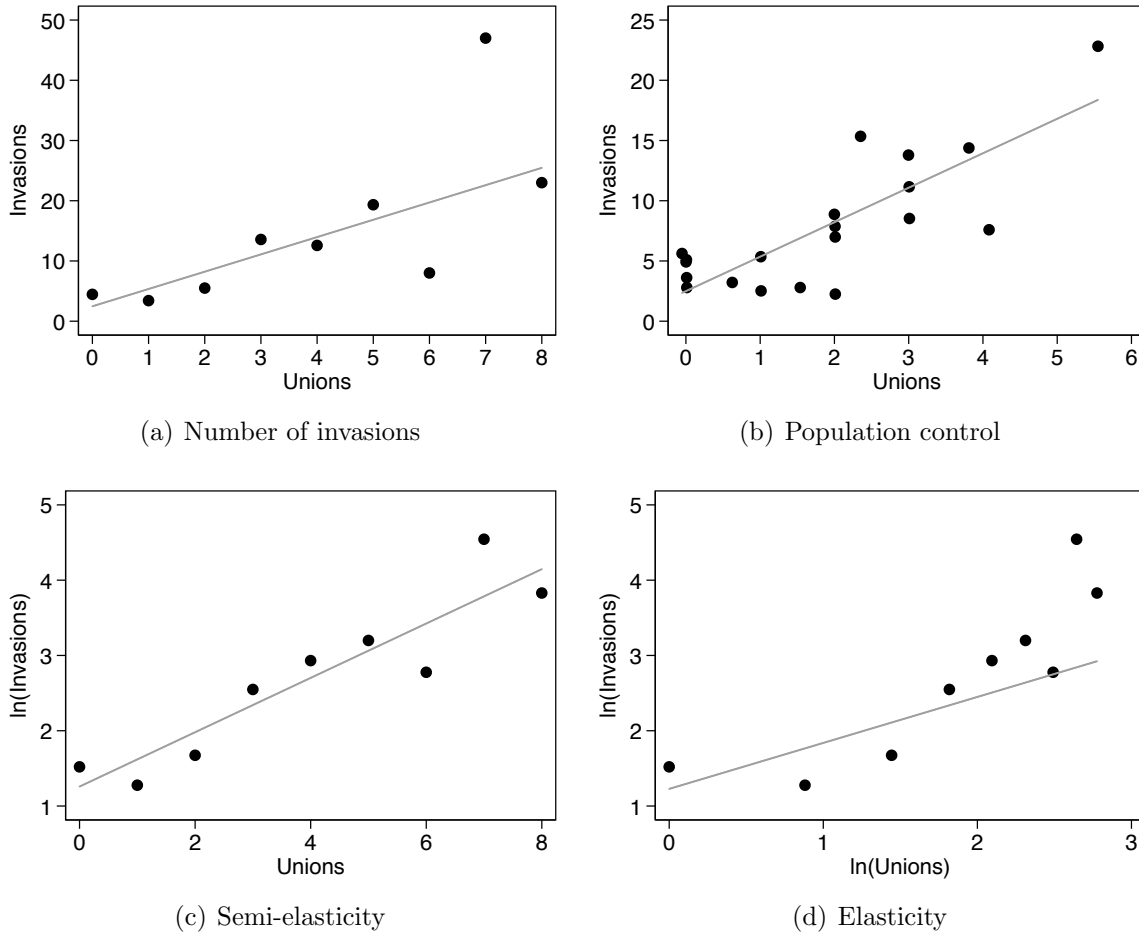 50
40
30
20
10
0
Invasions
0 1 2 3 4 5 6 7 8
Unions
(a) Number of invasions
25
20
15
10
5
0
Invasions
0 1 2 3 4 5 6
Unions
(b) Population control
5
4
3
2
1
ln(Invasions)
0 2 4 6 8
Unions
(c) Semi-elasticity
5
4
3
2
1
ln(Invasions)
0 1 2 3
ln(Unions)
(d) Elasticity